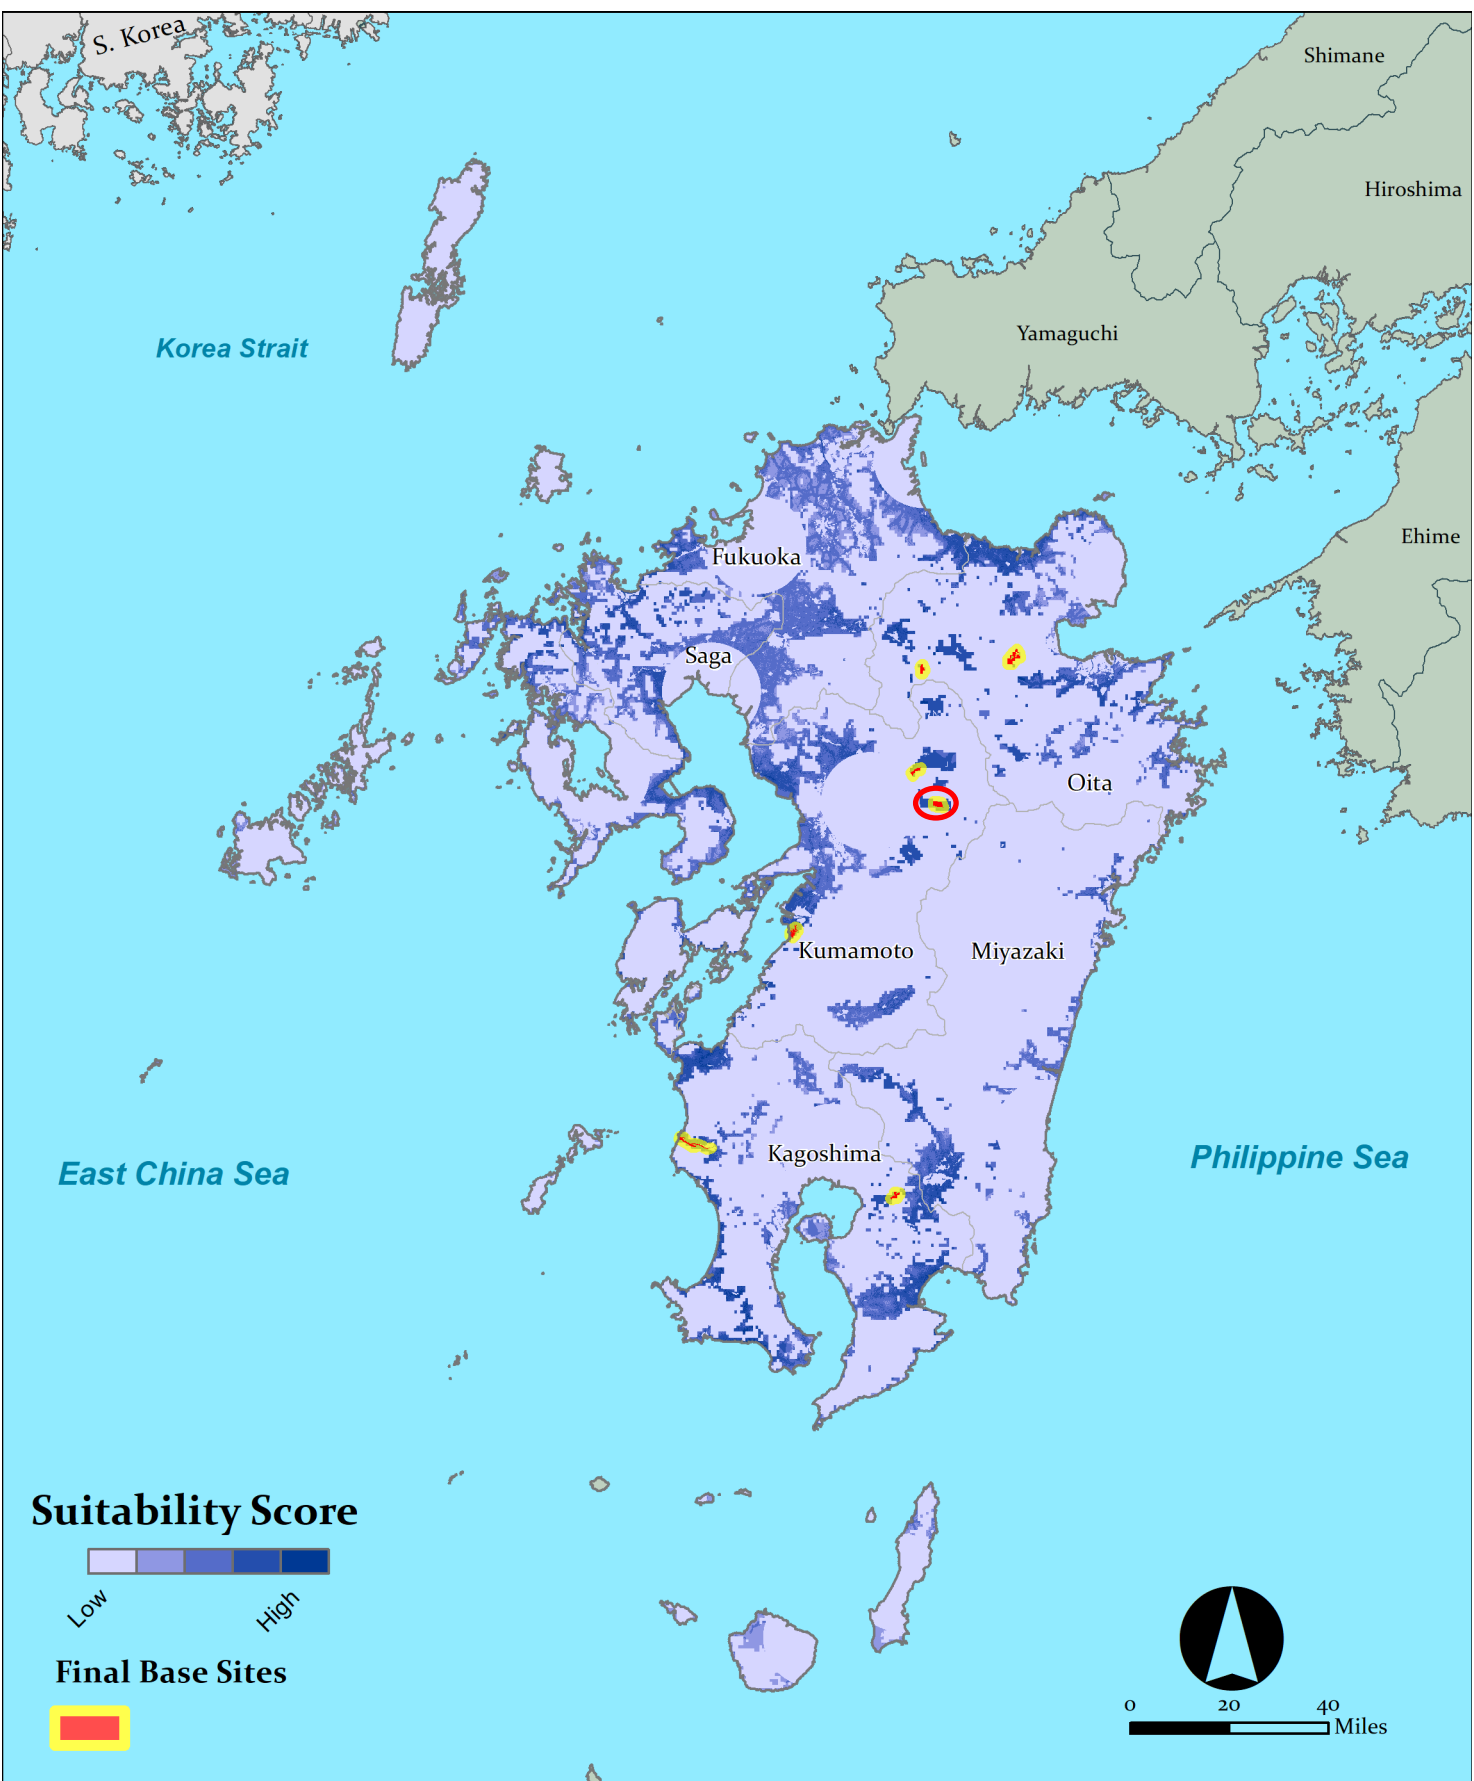 S. Korea
Shimane
Hiroshima
Yamaguchi
Korea Strait
Ehime
Fukuoka
Saga
Oita
Kumamoto
Miyazaki
Kagoshima
East China Sea
Philippine Sea
Suitability Score
Low
High
Final Base Sites
0 20 40
Miles